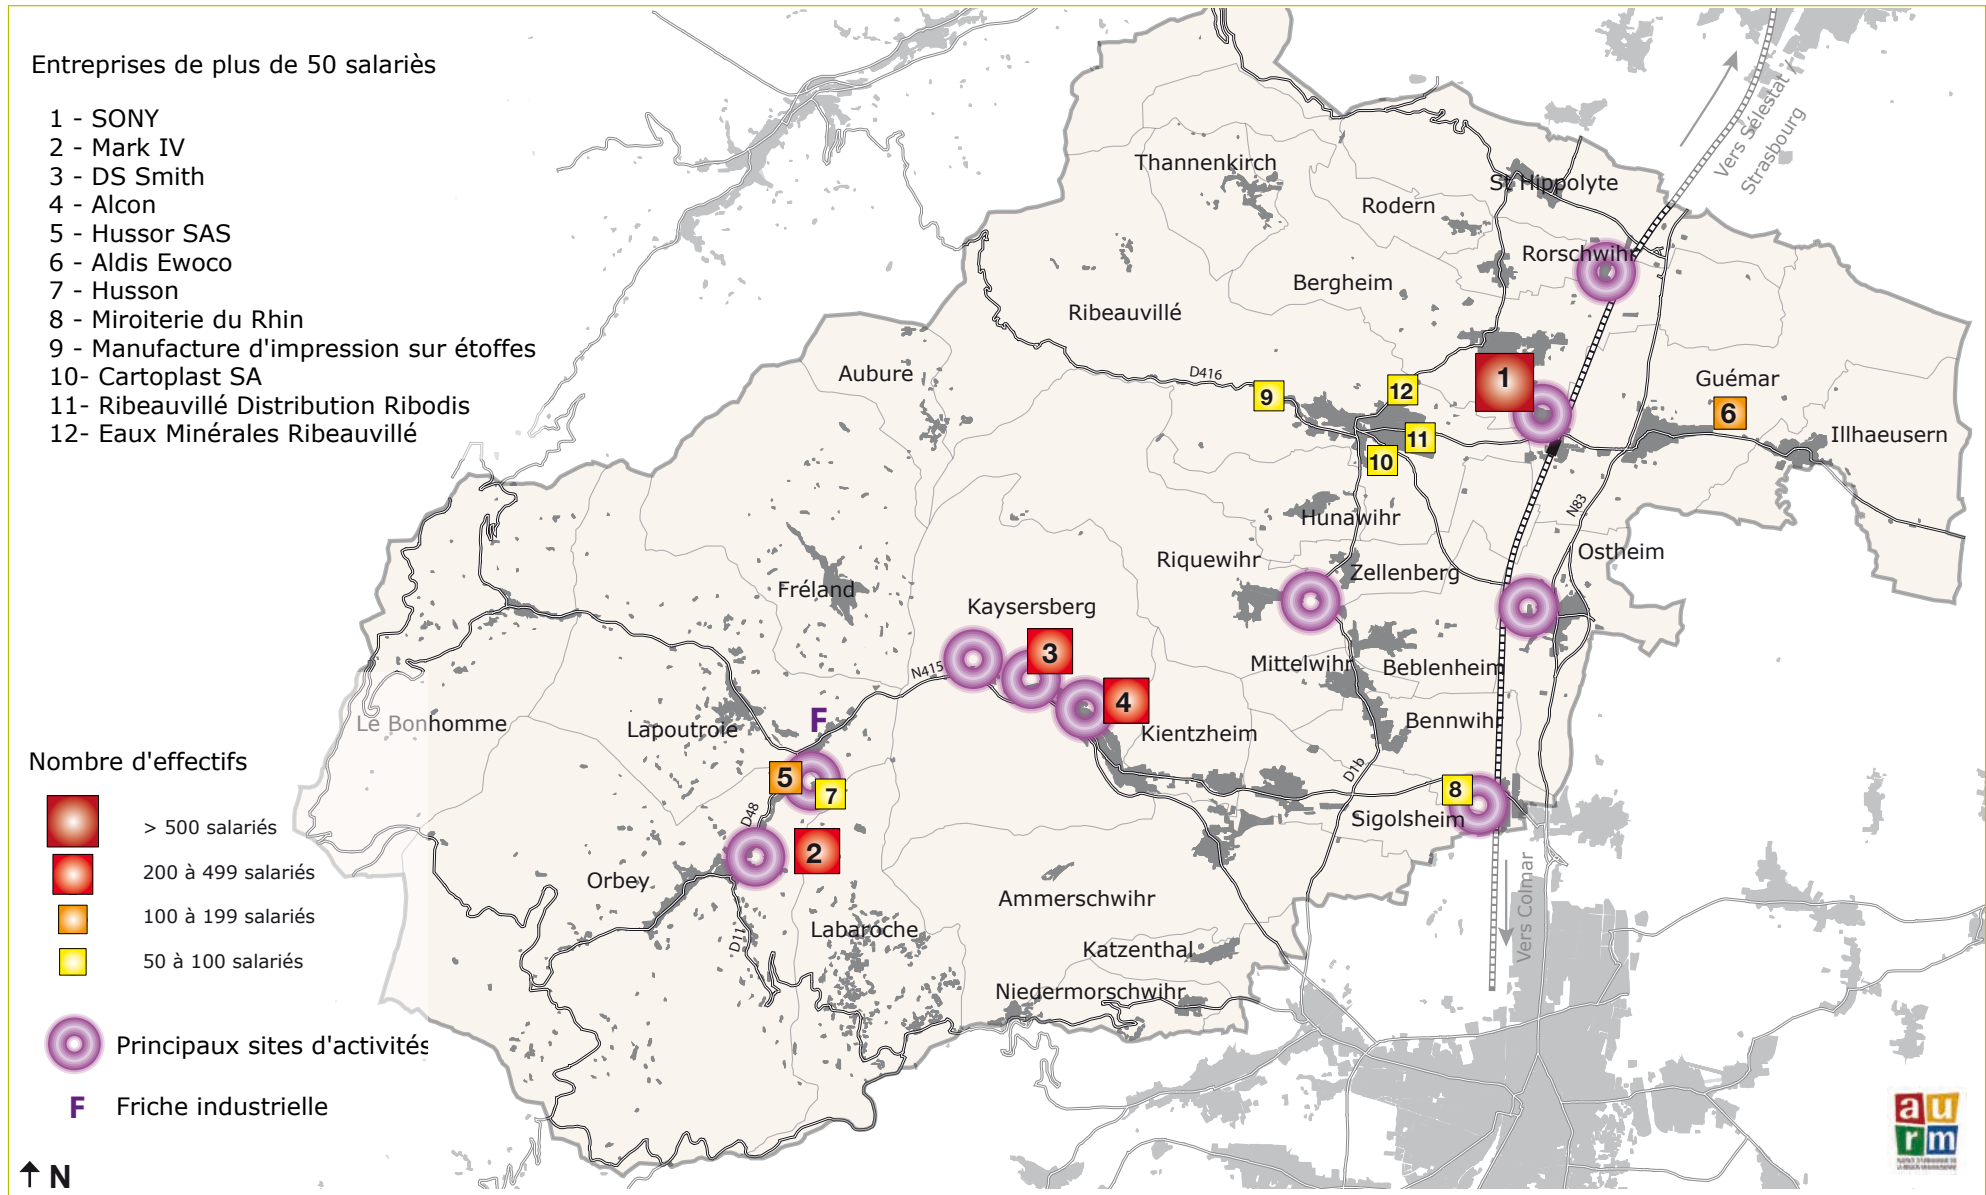 Entreprises de plus de 50 salariès
1 - SONY
2 - Mark IV
3 - DS Smith
4 - Alcon
5 - Hussor SAS
6 - Aldis Ewoco
7 - Husson
8 - Miroiterie du Rhin
9 - Manufacture d'impression sur étoffes
10- Cartoplast SA
11- Ribeauvillé Distribution Ribodis
12- Eaux Minérales Ribeauvillé
Vers Sélestat /
Strasbourg
Thannenkirch
St Hippolyte
Rodern
Rorschwihr
Bergheim
Ribeauvillé
Aubure
D416
1
Guémar
12
9
6
11
Illhaeusern
10
N83
Hunawihr
Ostheim
Riquewihr
Zellenberg
Fréland
Kaysersberg
3
Mittelwihr
Beblenheim
N415
4
Le Bonhomme
Lapoutroie
F
Bennwihr
Kientzheim
D1b
5
7
8
D48
Sigolsheim
2
Orbey
Ammerschwihr
Labaroche
D11
Vers Colmar
Katzenthal
Niedermorschwihr
Nombre d'effectifs
> 500 salariés
200 à 499 salariés
100 à 199 salariés
50 à 100 salariés
Principaux sites d'activités
F Friche industrielle
N
au
rm